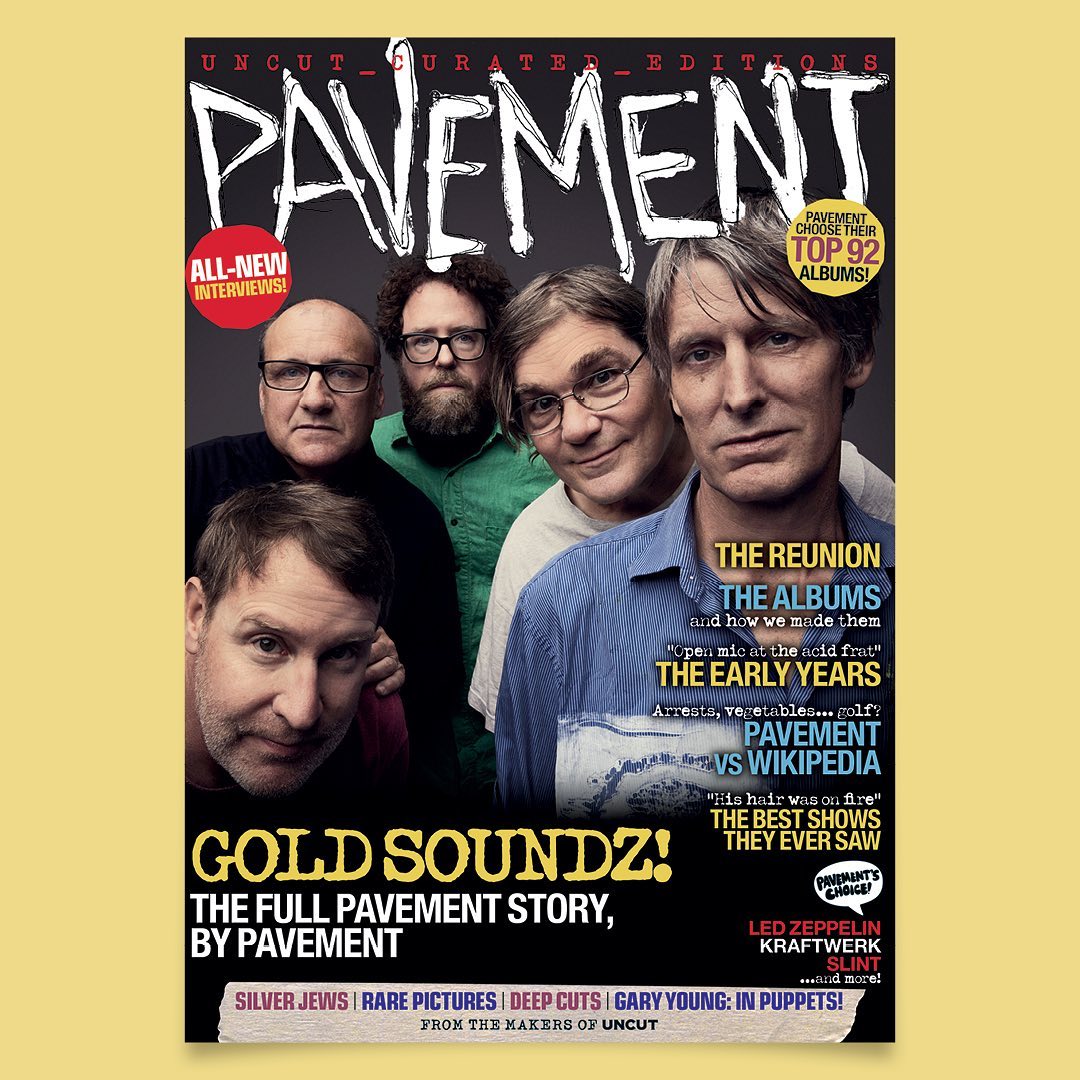 UNCUT_CURATED_EDITIONS
PAVEMENT
PAVEMENT
CHOOSE THEIR
TOP 92
ALBUMS!
ALL-NEW
INTERVIEWS!
THE REUNION
THE ALBUMS
and how we made them
"Open mic at the acid frat"
THE EARLY YEARS
Arrests, vegetables... golf?
PAVEMENT
VS WIKIPEDIA
"His hair was on fire"
THE BEST SHOWS
THEY EVER SAW
GOLD SOUNDZ!
THE FULL PAVEMENT STORY,
BY PAVEMENT
PAVEMENT'S
CHOICE!
LED ZEPPELIN
KRAFTWERK
SLINT
...and more!
SILVER JEWS | RARE PICTURES | DEEP CUTS | GARY YOUNG: IN PUPPETS!
FROM THE MAKERS OF UNCUT